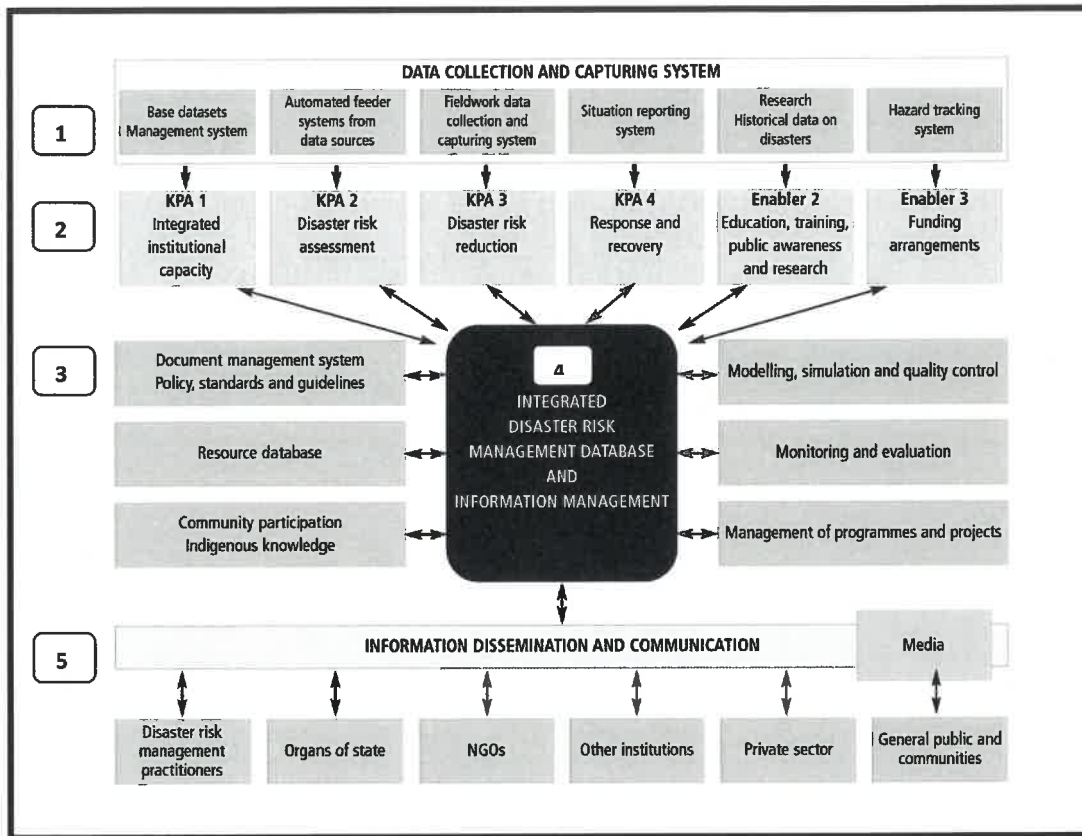 DATA COLLECTION AND CAPTURING SYSTEM
1
Base datasets
Management system
Automated feeder
systems from
data sources
Fieldwork data
collection and
capturing system
Situation reporting
system
Research
Historical data on
disasters
Hazard tracking
system
2
KPA 1
Integrated
institutional
capacity
KPA 2
Disaster risk
assessment
KPA 3
Disaster risk
reduction
KPA 4
Response and
recovery
Enabler 2
Education, training,
public awareness
and research
Enabler 3
Funding
arrangements
3
Document management system
Policy, standards and guidelines
Resource database
Community participation
Indigenous knowledge
4
INTEGRATED
DISASTER RISK
MANAGEMENT DATABASE
AND
INFORMATION MANAGEMENT
Modelling, simulation and quality control
Monitoring and evaluation
Management of programmes and projects
5
INFORMATION DISSEMINATION AND COMMUNICATION
Media
Disaster risk
management
practitioners
Organs of state
NGOs
Other institutions
Private sector
General public and
communities